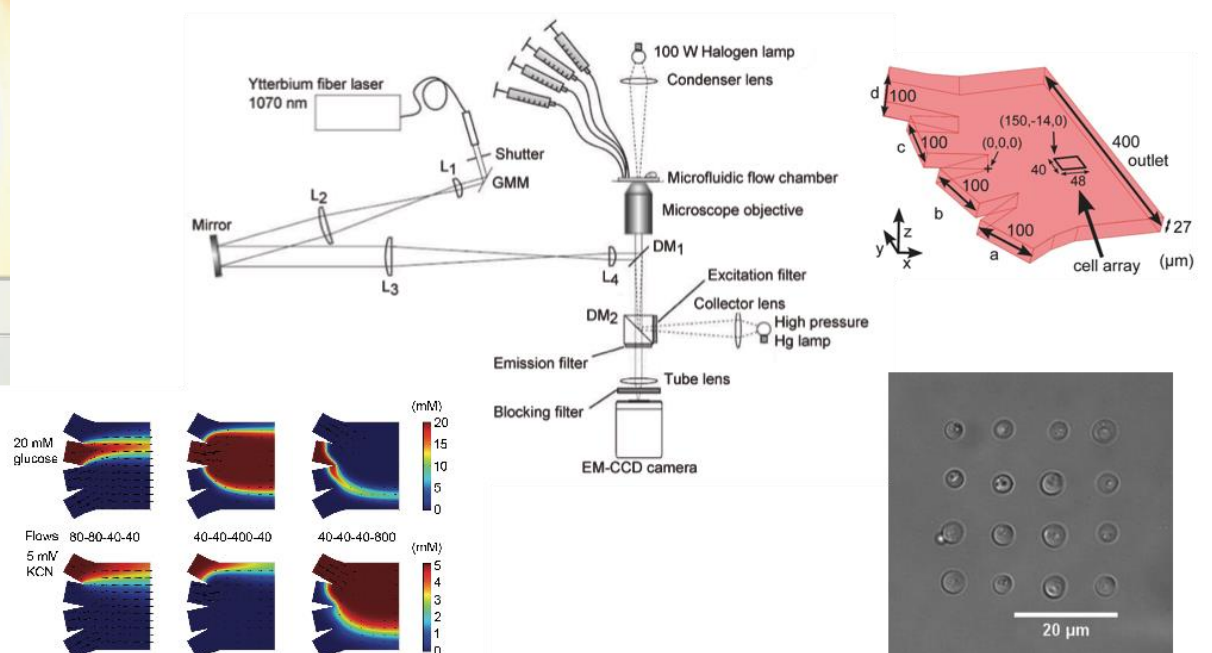 100 W Halogen lamp
Condenser lens
Ytterbium fiber laser
1070 nm
Shutter
L1
GMM
L2
Mirror
L3
L4
DM1
Microfluidic flow chamber
Microscope objective
Excitation filter
Collector lens
DM2
High pressure
Hg lamp
Emission filter
Tube lens
Blocking filter
EM-CCD camera
d
100
c
100
(0,0,0)
(150,-14,0)
40
48
400
outlet
100
b
100
a
27
z
y
x
cell array
(μm)
(mM)
20 mM
glucose
20
15
10
5
0
Flows 80-80-40-40 40-40-400-40 40-40-40-800
(mM)
5 mM
KCN
5
4
3
2
1
0
20 μm